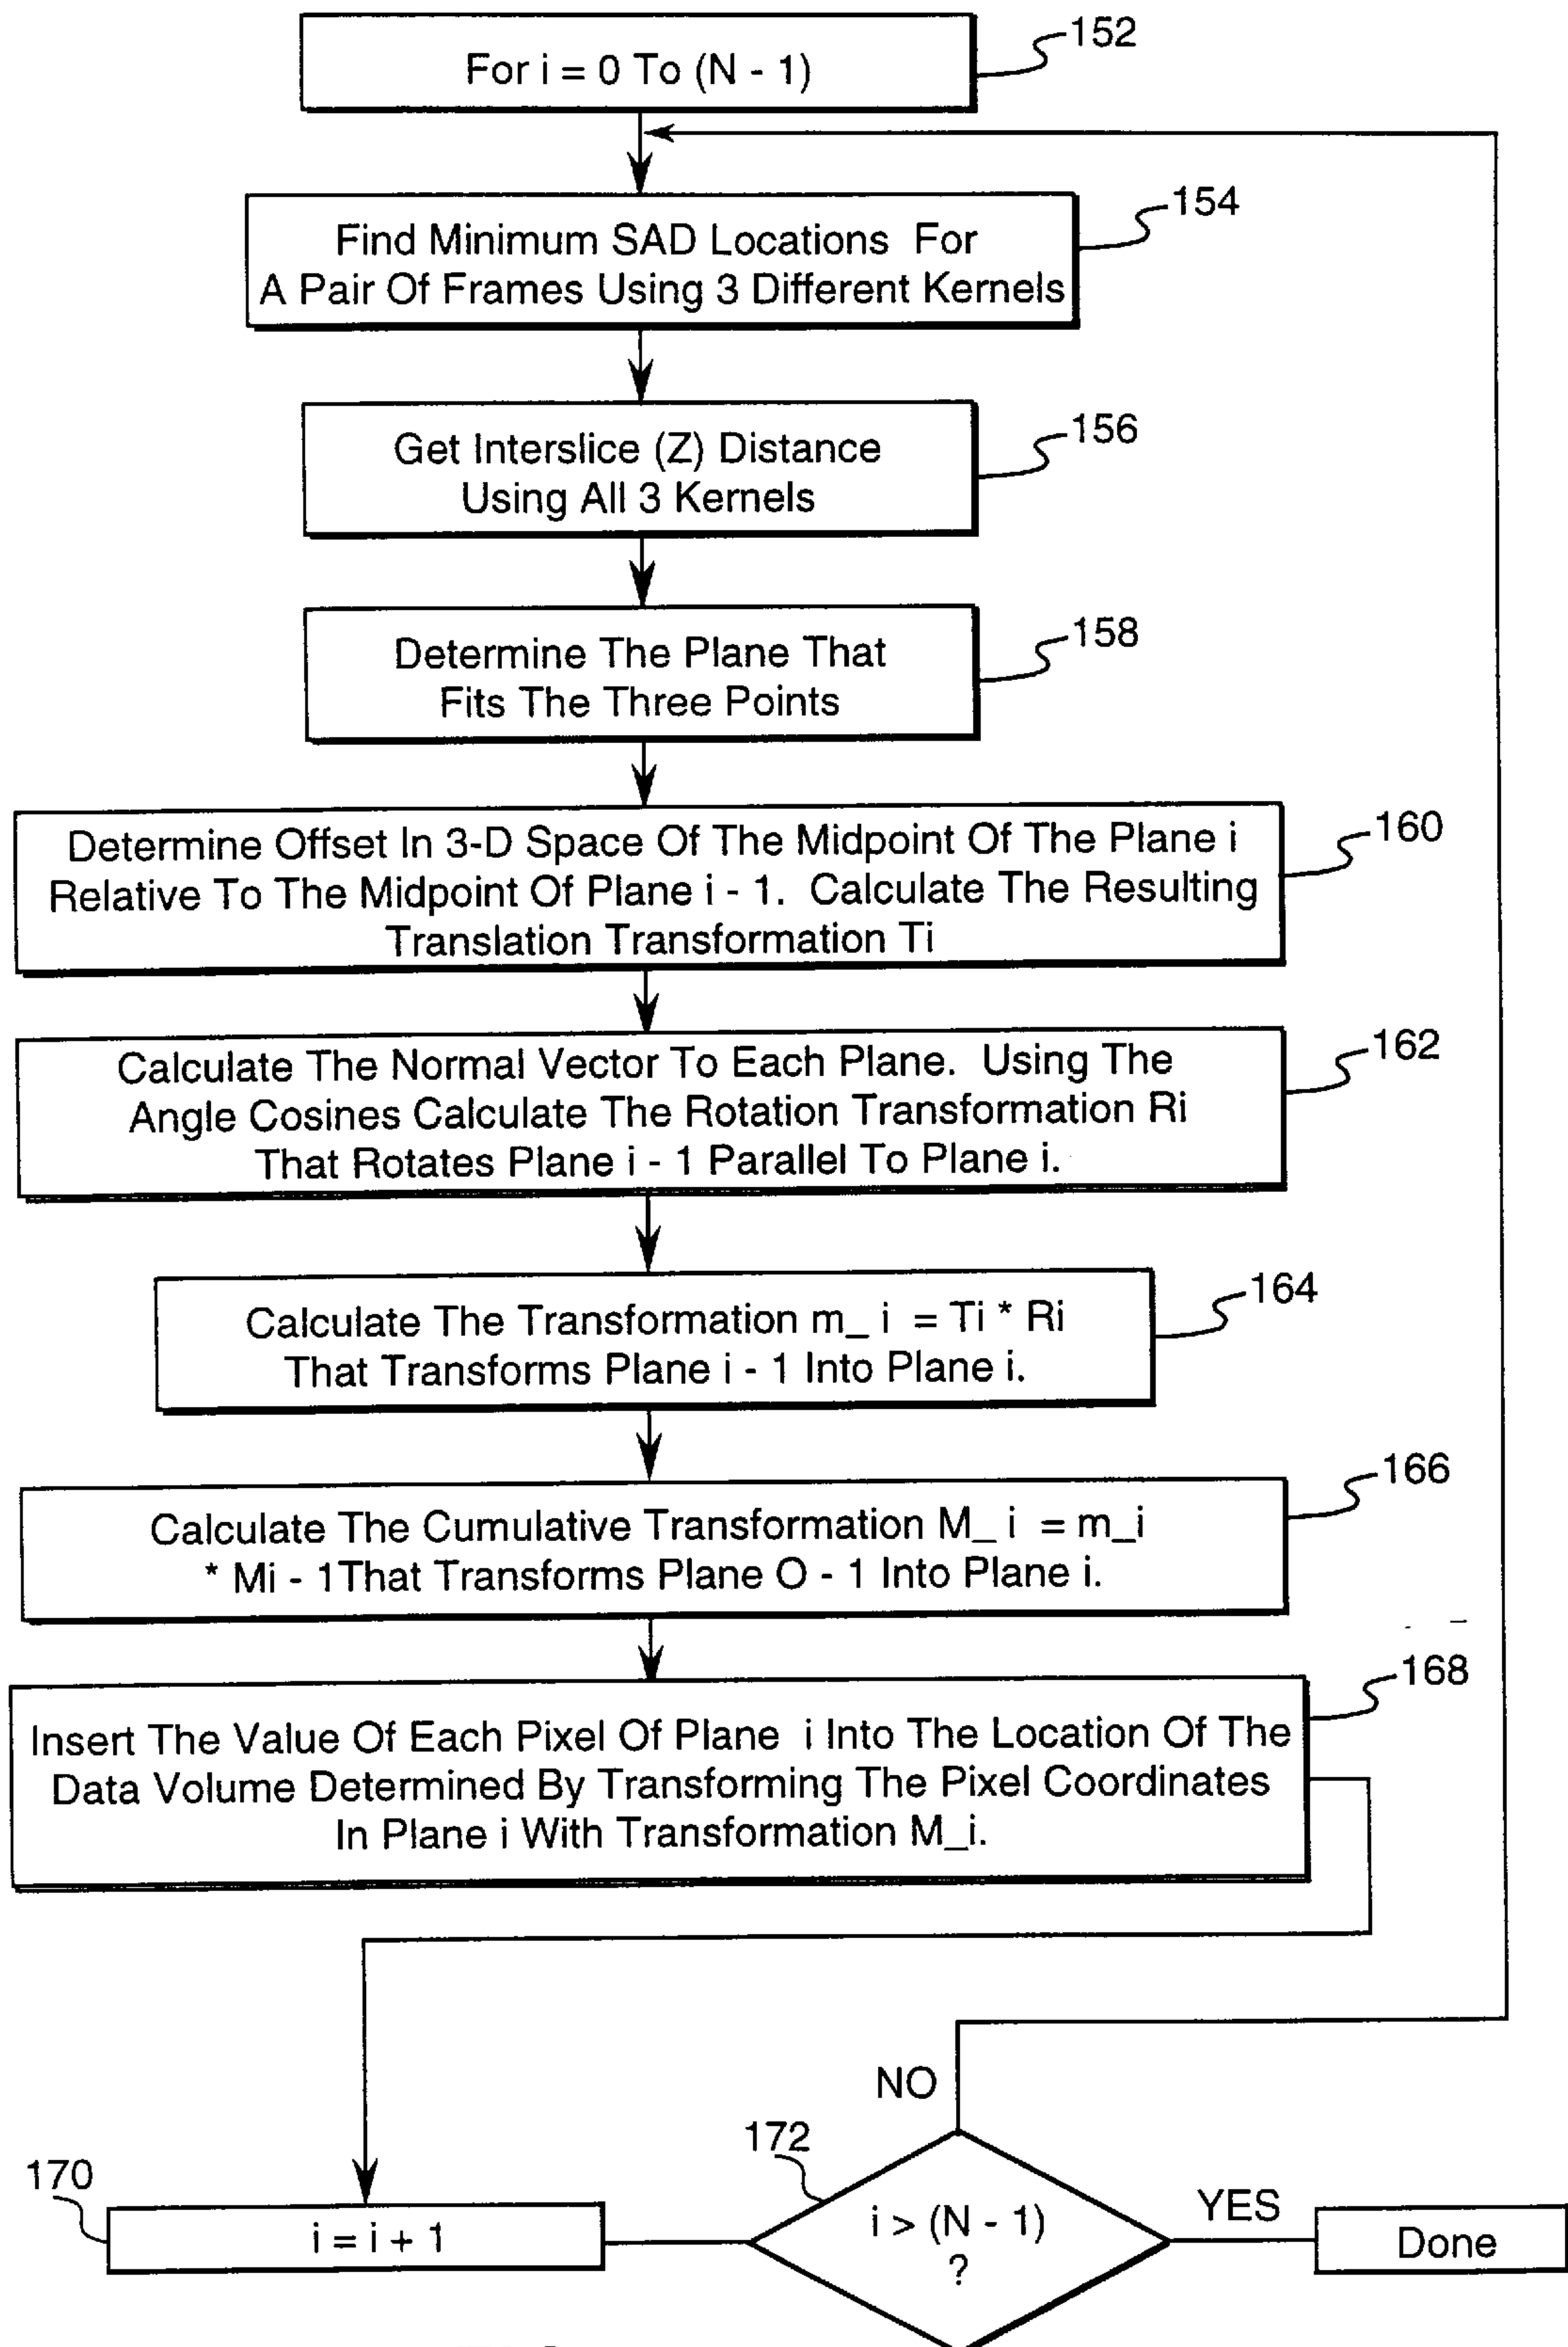 For i = 0 To (N - 1)
152
Find Minimum SAD Locations For
A Pair Of Frames Using 3 Different Kernels
154
Get Interslice (Z) Distance
Using All 3 Kernels
156
Determine The Plane That
Fits The Three Points
158
Determine Offset In 3-D Space Of The Midpoint Of The Plane i
Relative To The Midpoint Of Plane i - 1. Calculate The Resulting
Translation Transformation Ti
160
Calculate The Normal Vector To Each Plane. Using The
Angle Cosines Calculate The Rotation Transformation Ri
That Rotates Plane i - 1 Parallel To Plane i.
162
Calculate The Transformation m_ i = Ti * Ri
That Transforms Plane i - 1 Into Plane i.
164
Calculate The Cumulative Transformation M_ i = m_i
* Mi - 1That Transforms Plane O - 1 Into Plane i.
166
Insert The Value Of Each Pixel Of Plane i Into The Location Of The
Data Volume Determined By Transforming The Pixel Coordinates
In Plane i With Transformation M_i.
168
NO
172
170
i = i + 1
i > (N - 1)
?
YES
Done